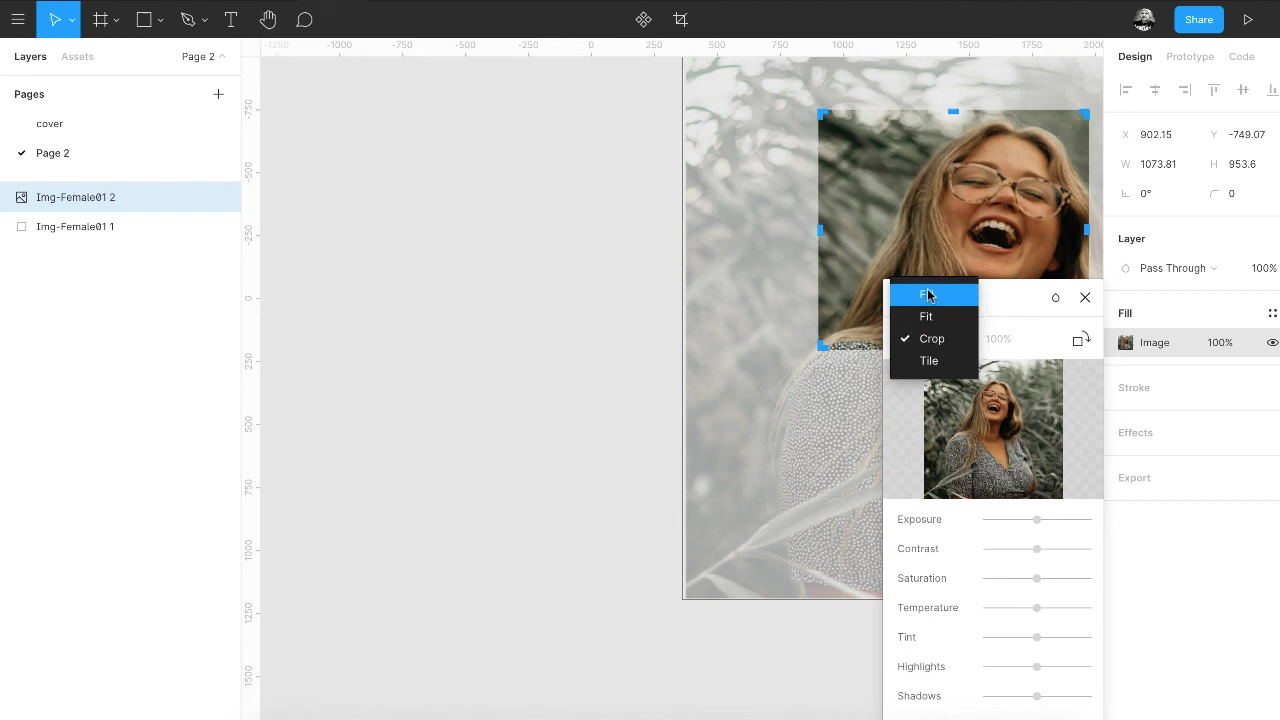 Share
Layers Assets Page 2
Pages
cover
Page 2
Img-Female01 2
Img-Female01 1
-1250 -1000 -750 -500 -250 0 250 500 750 1000 1250 1500 1750 2000
-750
-500
-250
0
250
500
750
1000
1250
1500
Fit
Crop
Tile
100%
Exposure
Contrast
Saturation
Temperature
Tint
Highlights
Shadows
Design Prototype Code
X 902.15 Y -749.07
W 1073.81 H 953.6
0° 0
Layer
Pass Through 100%
Fill
Image 100%
Stroke
Effects
Export